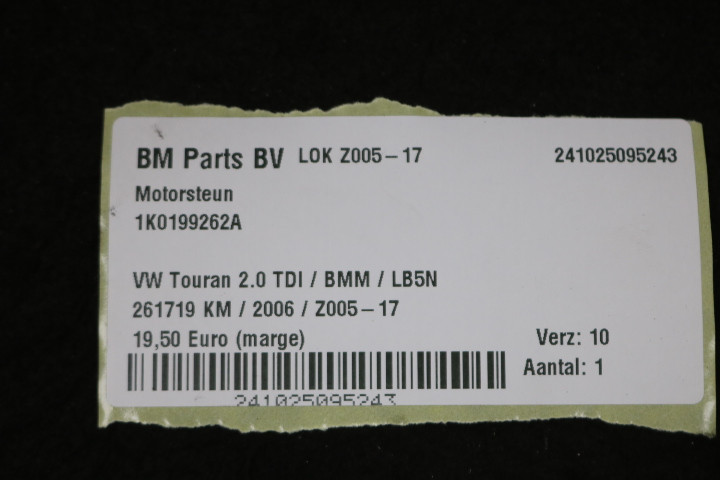 BM Parts BV LOK Z005-17 241025095243
Motorsteun
1K0199262A
VW Touran 2.0 TDI / BMM / LB5N
261719 KM / 2006 / Z005-17
19,50 Euro (marge) Verz: 10
Aantal: 1
241025095243